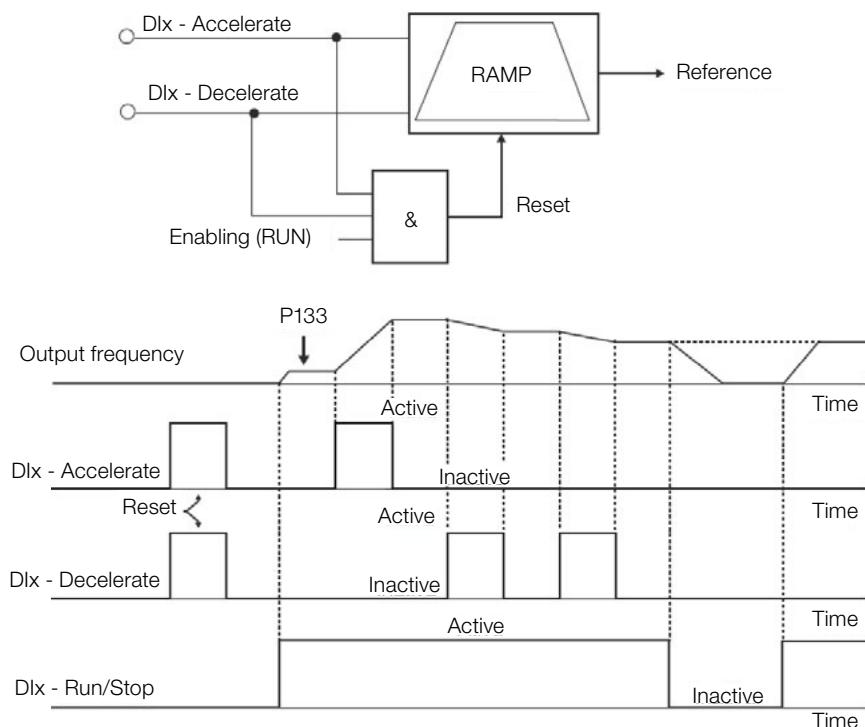 DIx - Accelerate
RAMP
Reference
DIx - Decelerate
Reset
&
Enabling (RUN)
P133
Output frequency
Time
Active
DIx - Accelerate
Inactive
Time
Reset
Active
DIx - Decelerate
Inactive
Time
Active
DIx - Run/Stop
Inactive
Time